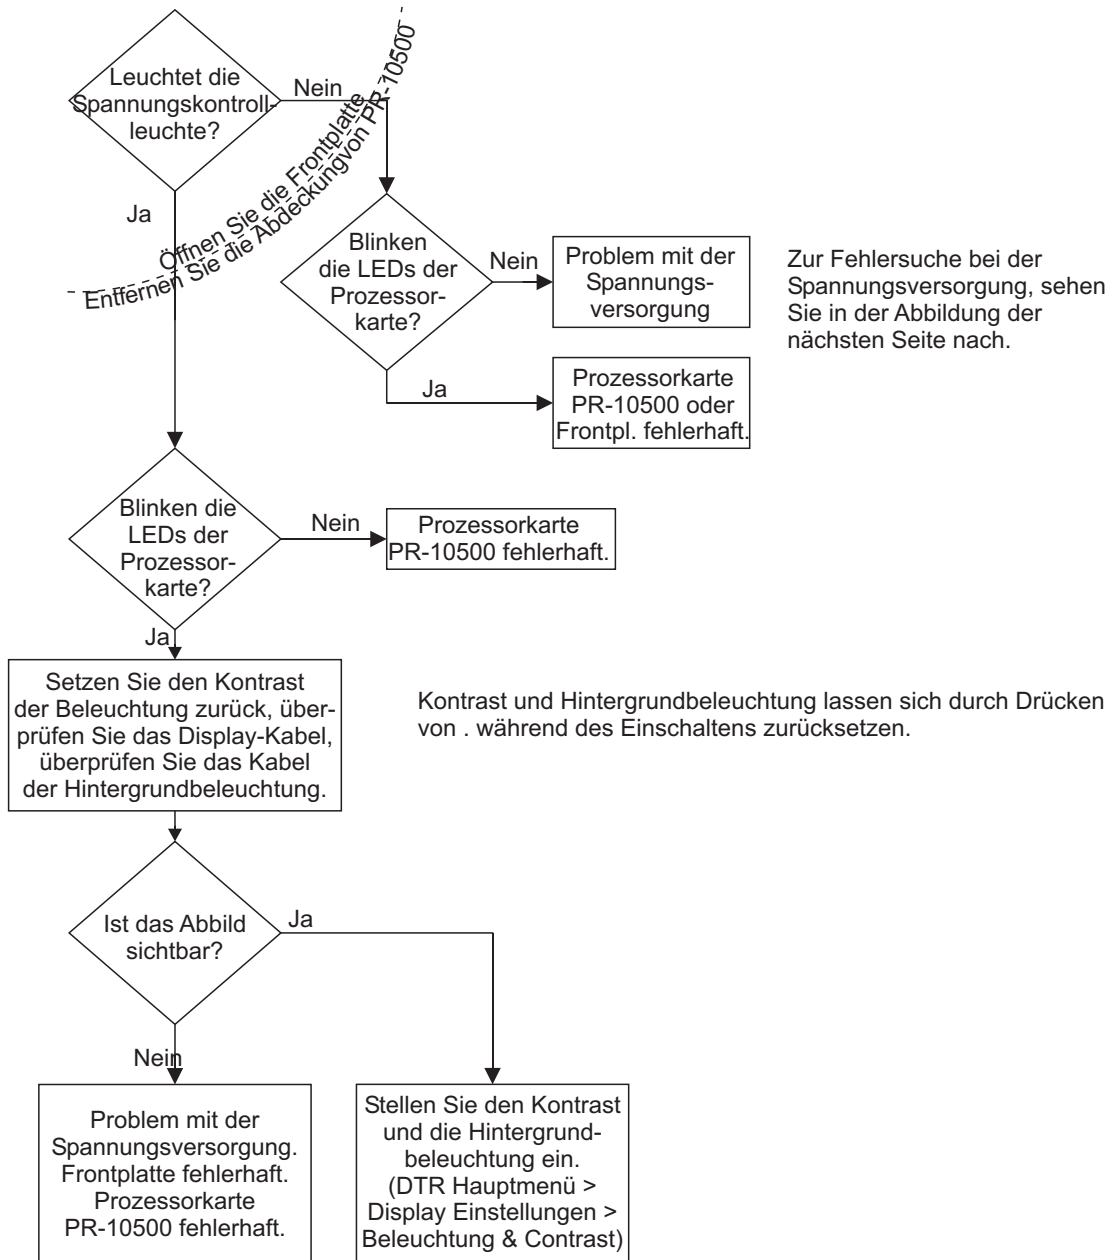 Leuchtet die
Spannungskontroll-
leuchte?
Nein
Ja
Öffnen Sie die Frontplatte
Entfernen Sie die Abdeckungvon PR-10500
Blinken
die LEDs der
Prozessor-
karte?
Nein
Problem mit der
Spannungs-
versorgung
Zur Fehlersuche bei der
Spannungsversorgung, sehen
Sie in der Abbildung der
nächsten Seite nach.
Ja
Prozessorkarte
PR-10500 oder
Frontpl. fehlerhaft.
Blinken die
LEDs der
Prozessor-
karte?
Nein
Prozessorkarte
PR-10500 fehlerhaft.
Ja
Setzen Sie den Kontrast
der Beleuchtung zurück, über-
prüfen Sie das Display-Kabel,
überprüfen Sie das Kabel
der Hintergrundbeleuchtung.
Kontrast und Hintergrundbeleuchtung lassen sich durch Drücken
von . während des Einschaltens zurücksetzen.
Ist das Abbild
sichtbar?
Ja
Nein
Problem mit der
Spannungsversorgung.
Frontplatte fehlerhaft.
Prozessorkarte
PR-10500 fehlerhaft.
Stellen Sie den Kontrast
und die Hintergrund-
beleuchtung ein.
(DTR Hauptmenü >
Display Einstellungen >
Beleuchtung & Contrast)